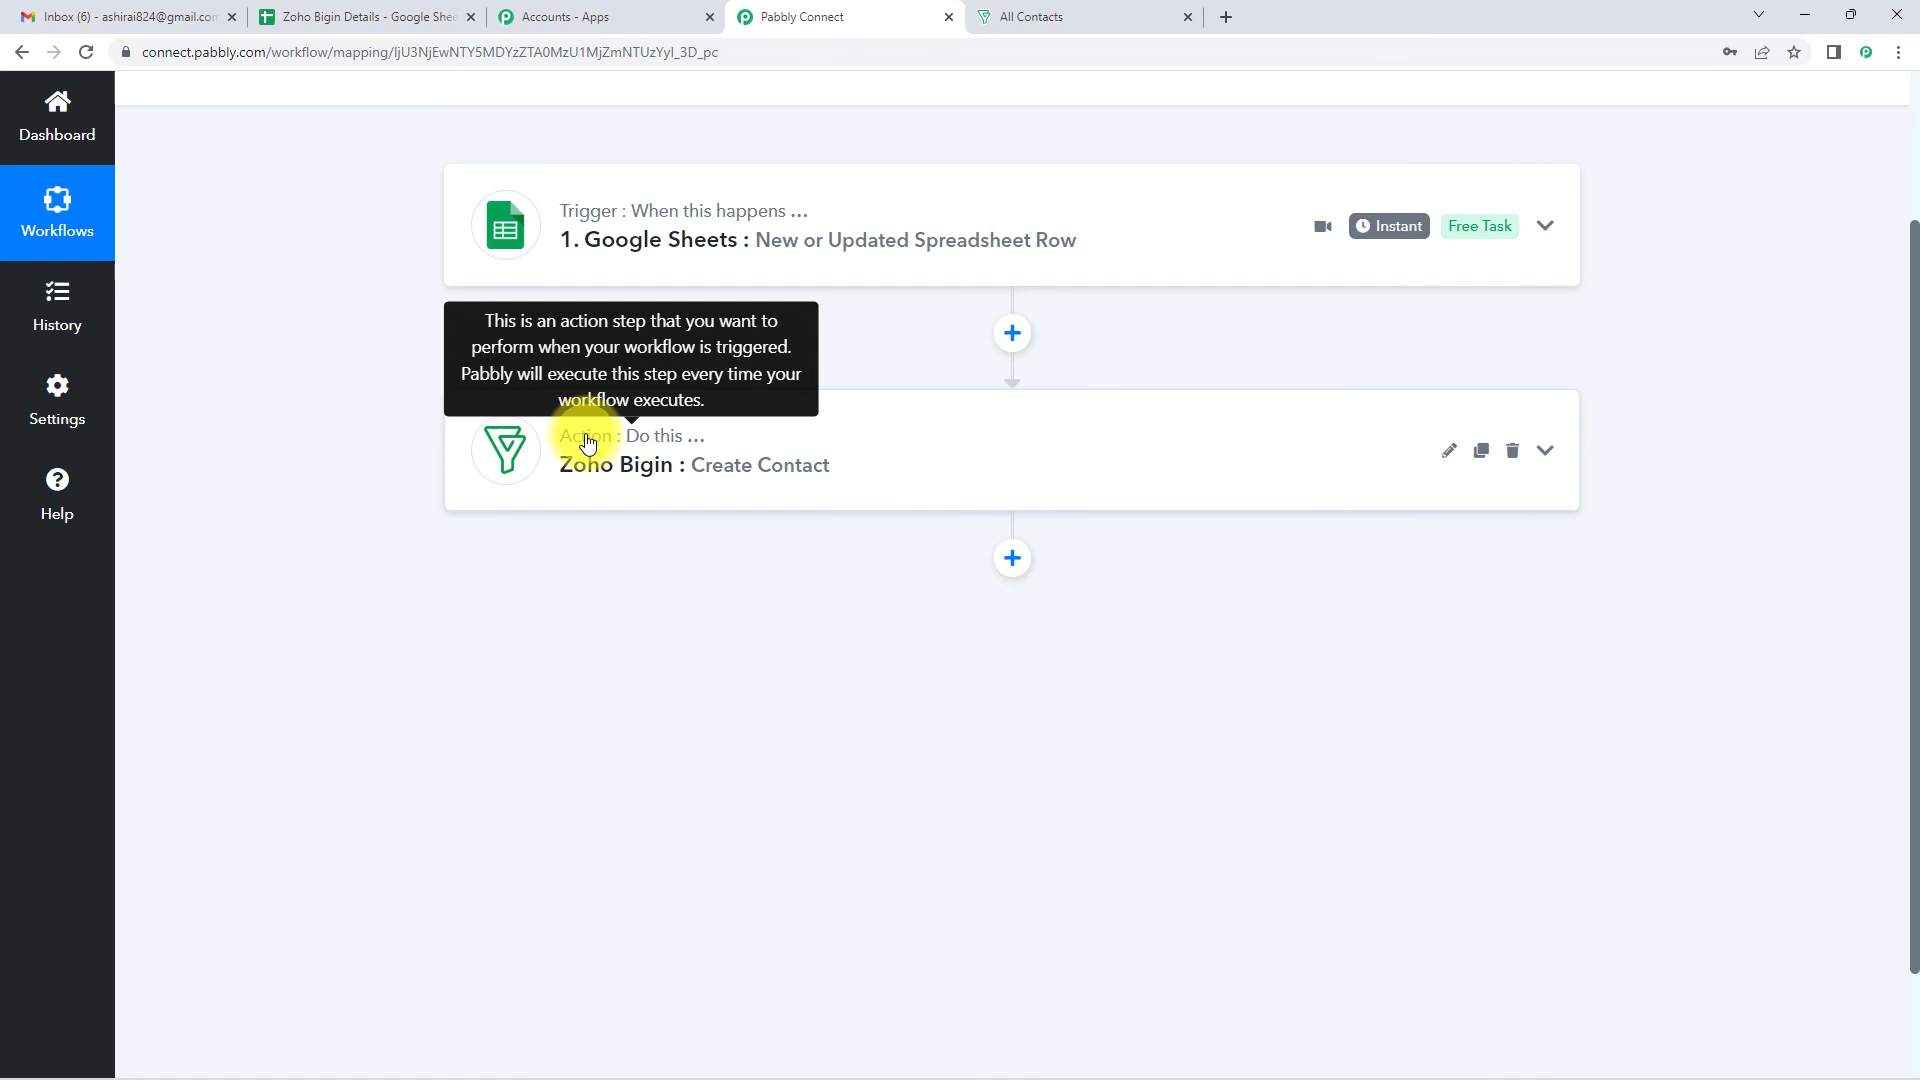 Inbox (6) - ashirai824@gmail.con
Zoho Bigin Details - Google Shee
Accounts - Apps
Pabbly Connect
All Contacts
connect.pabbly.com/workflow/mapping/IjU3NjEwNTY5MDYzZTA0MzU1MjZmNTUzYyI_3D_pc
Dashboard
Workflows
History
Settings
Help
Trigger : When this happens ...
1. Google Sheets : New or Updated Spreadsheet Row
Instant
Free Task
This is an action step that you want to
perform when your workflow is triggered.
Pabbly will execute this step every time your
workflow executes.
Action : Do this ...
Zoho Bigin : Create Contact